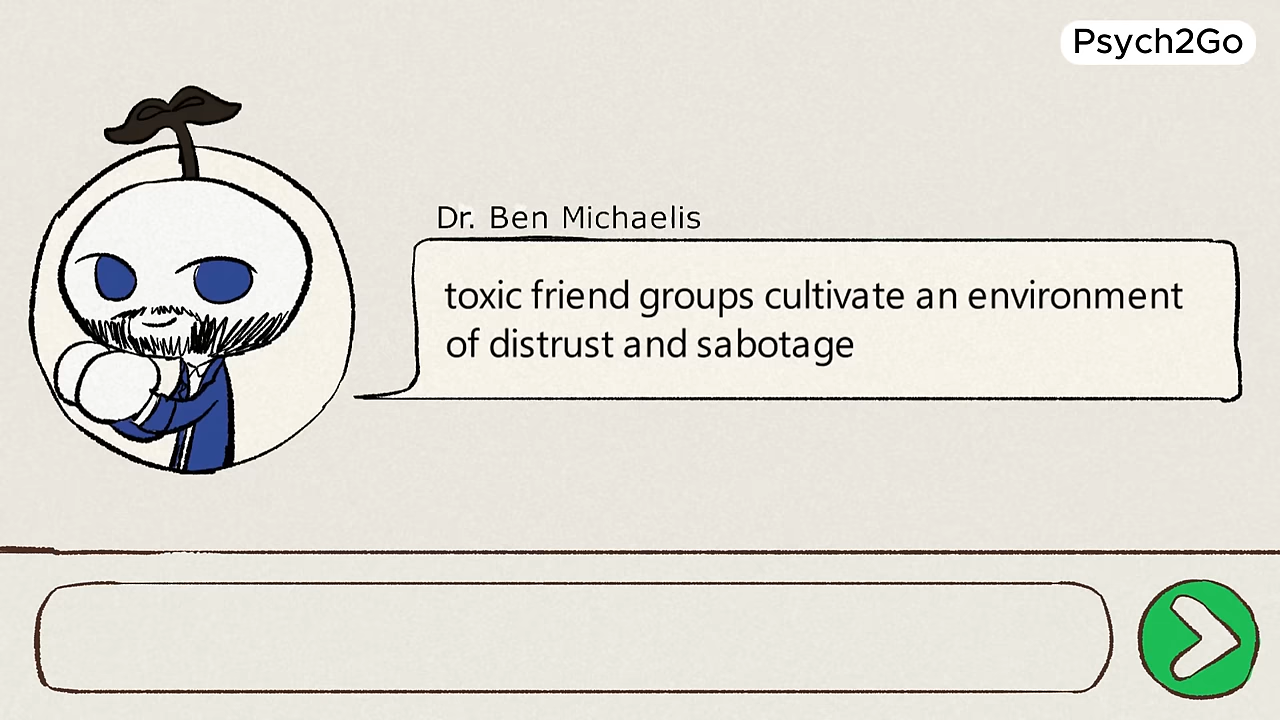 Psych2Go
Dr. Ben Michaelis
toxic friend groups cultivate an environment
of distrust and sabotage